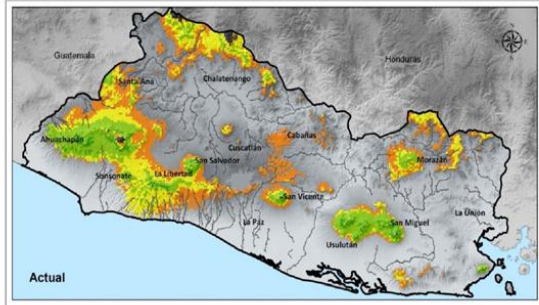 Guatemala
Honduras
Santa Ana
Chalatenango
Ahuachapán
Cabañas
Cuscatlán
Morazán
San Salvador
Sonsonate
La Libertad
San Vicente
La Paz
San Miguel
La Unión
Usulután
Actual